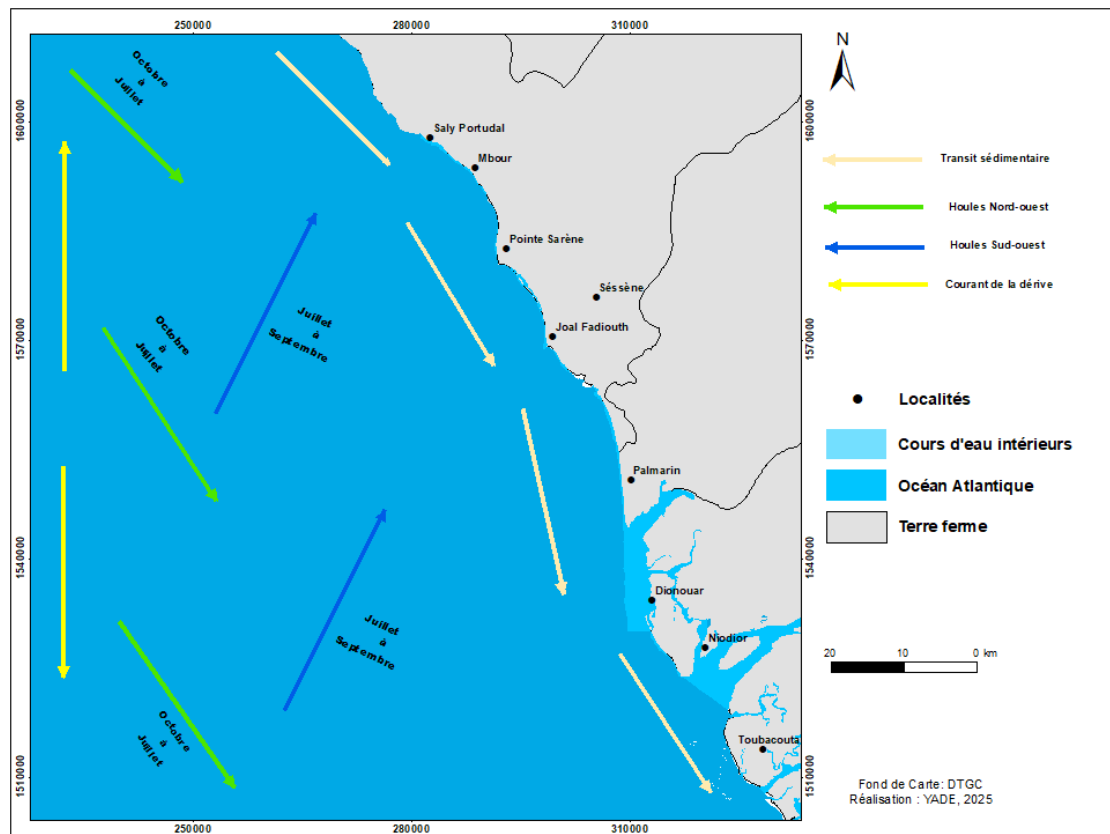 250000
280000
310000
Octobre
à
Juillet
N
1600000
1600000
Saly Portudal
Mbour
Transit sédimentaire
Houles Nord-ouest
Pointe Sarène
Houles Sud-ouest
Séssène
Courant de la dérive
Octobre
à
Juillet
Juillet
à
Septembre
Joal Fadiouth
1570000
1570000
Localités
Cours d'eau intérieurs
Palmarin
Océan Atlantique
Terre ferme
1540000
1540000
Dionouar
Juillet
à
Septembre
Niodior
20
10
0 km
Octobre
à
Juillet
Toubacouta
1510000
1510000
Fond de Carte: DTGC
Réalisation : YADE, 2025
250000
280000
310000